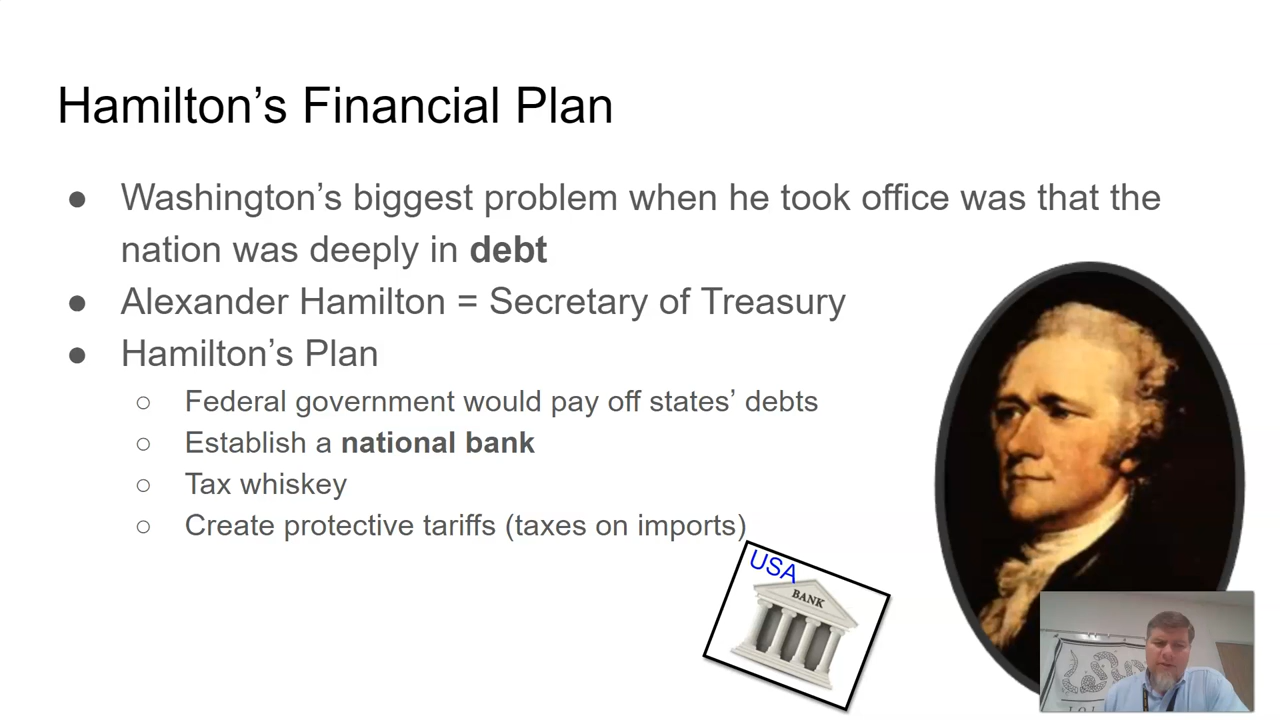 Hamilton’s Financial Plan
● Washington’s biggest problem when he took office was that the
nation was deeply in debt
● Alexander Hamilton = Secretary of Treasury
● Hamilton’s Plan
○ Federal government would pay off states’ debts
○ Establish a national bank
○ Tax whiskey
○ Create protective tariffs (taxes on imports)
USA
BANK